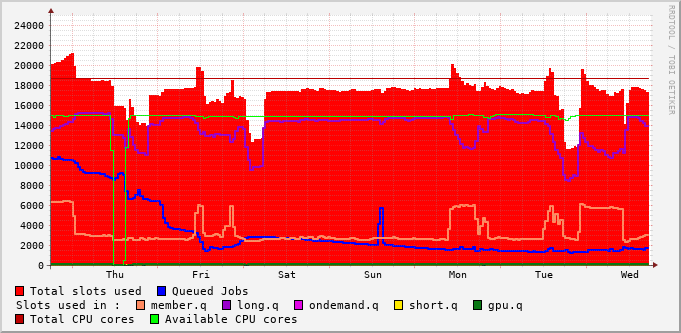 RRDTOOL / TOBI OETIKER
24000
22000
20000
18000
16000
14000
12000
10000
8000
6000
4000
2000
0
Thu Fri Sat Sun Mon Tue Wed
Total slots used Queued Jobs
Slots used in : member.q long.q ondemand.q short.q gpu.q
Total CPU cores Available CPU cores